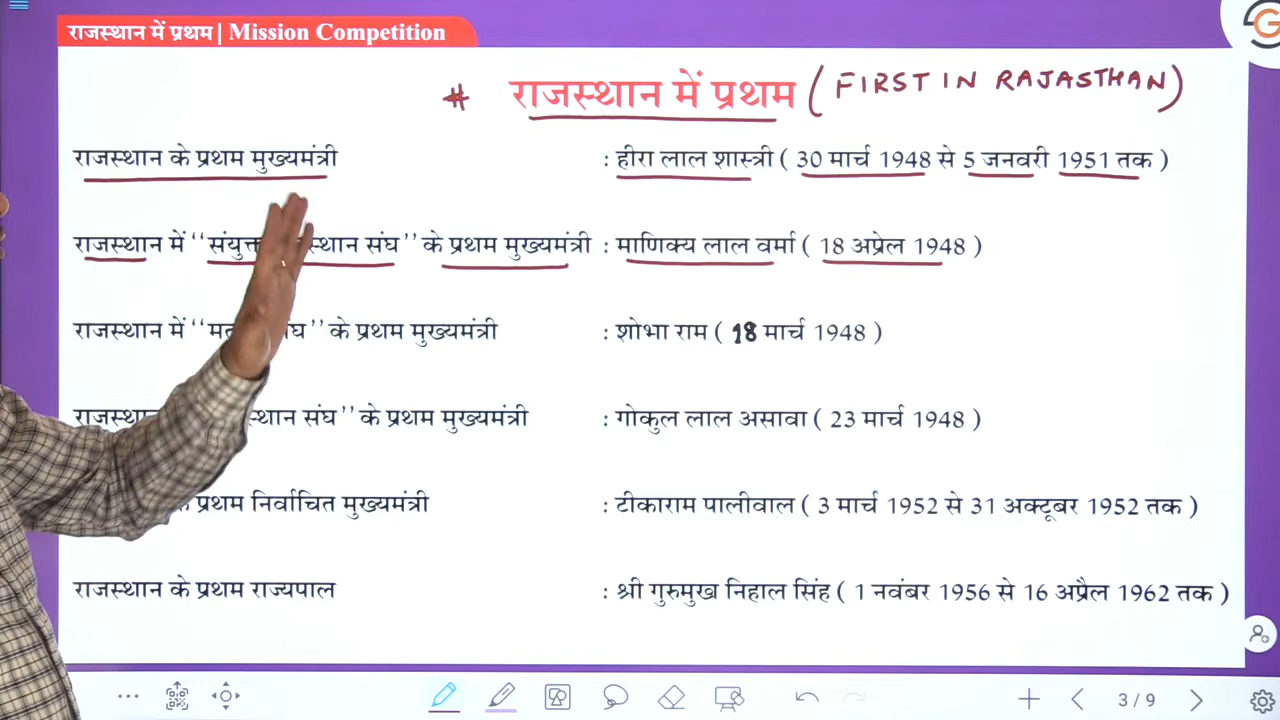 राजस्थान में प्रथम | Mission Competition
# राजस्थान में प्रथम ( FIRST IN RAJASTHAN )
राजस्थान के प्रथम मुख्यमंत्री : हीरा लाल शास्त्री ( 30 मार्च 1948 से 5 जनवरी 1951 तक )
राजस्थान में ‘‘संयुक्त स्थान संघ’’ के प्रथम मुख्यमंत्री : माणिक्य लाल वर्मा ( 18 अप्रेल 1948 )
राजस्थान में ‘‘ संघ’’ के प्रथम मुख्यमंत्री : शोभा राम ( 18 मार्च 1948 )
स्थान संघ’’ के प्रथम मुख्यमंत्री : गोकुल लाल असावा ( 23 मार्च 1948 )
प्रथम निर्वाचित मुख्यमंत्री : टीकाराम पालीवाल ( 3 मार्च 1952 से 31 अक्टूबर 1952 तक )
राजस्थान के प्रथम राज्यपाल : श्री गुरुमुख निहाल सिंह ( 1 नवंबर 1956 से 16 अप्रैल 1962 तक )
3 / 9